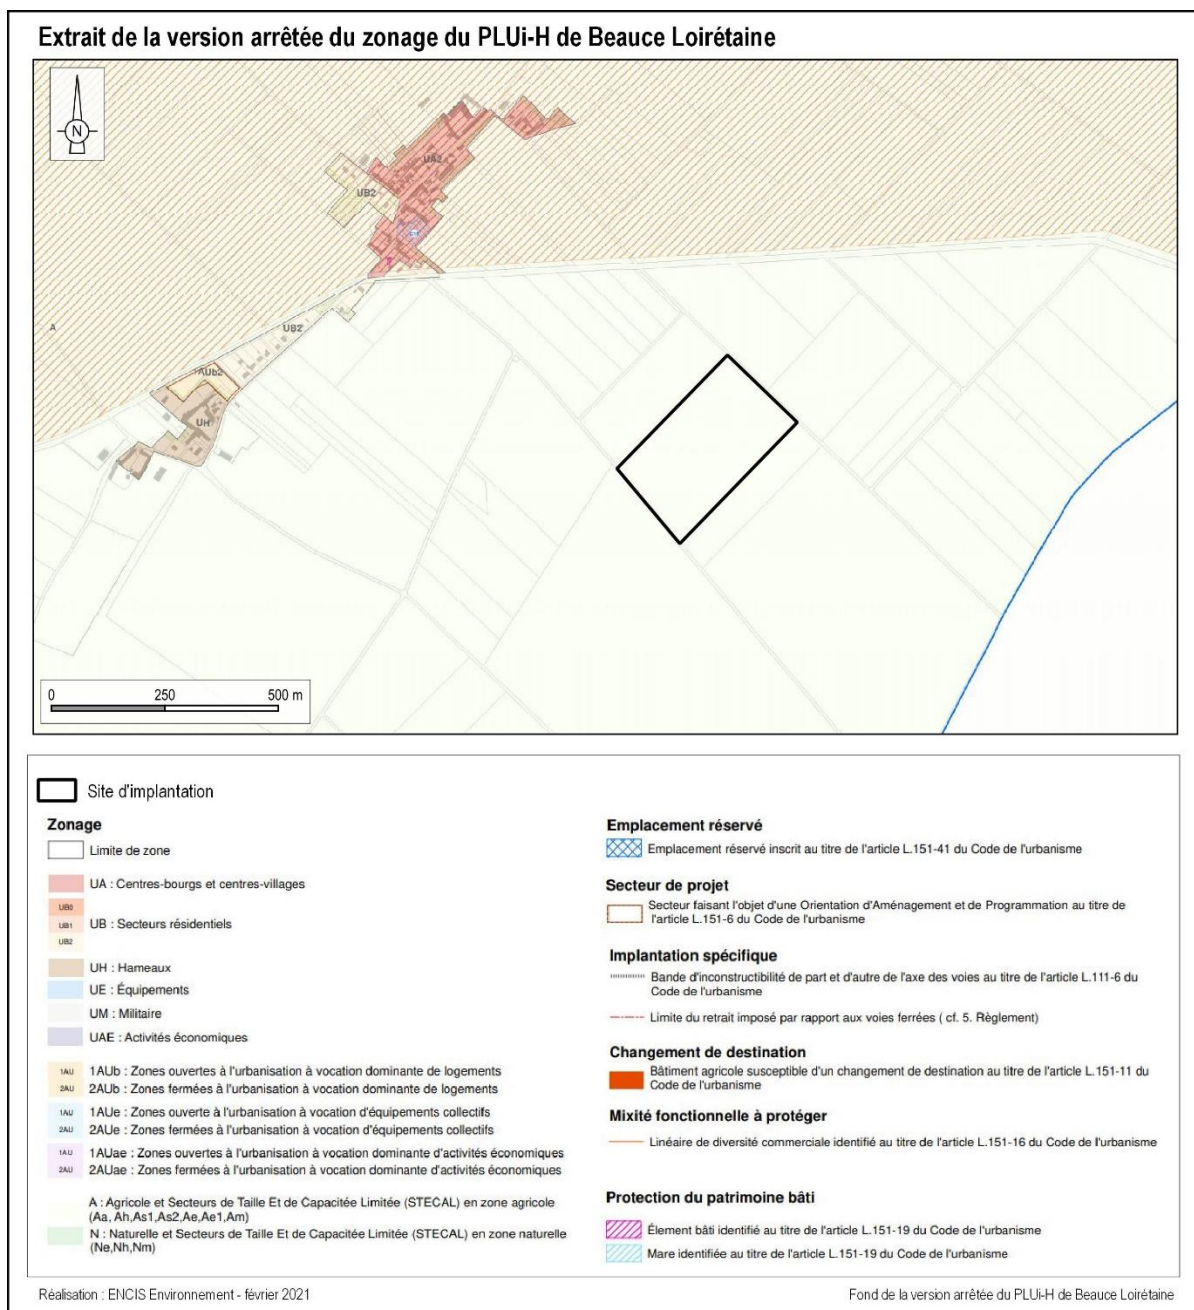 Extrait de la version arrêtée du zonage du PLUi-H de Beauce Loirétaine
N
UA2
UB2
A
UB2
AUb2
UH
0 250 500 m
Site d'implantation
Zonage
Limite de zone
UA : Centres-bourgs et centres-villages
UB0
UB1
UB2
UB : Secteurs résidentiels
UH : Hameaux
UE : Équipements
UM : Militaire
UAE : Activités économiques
1AU 1AUb : Zones ouvertes à l'urbanisation à vocation dominante de logements
2AU 2AUb : Zones fermées à l'urbanisation à vocation dominante de logements
1AU 1AUe : Zones ouverte à l'urbanisation à vocation d'équipements collectifs
2AU 2AUe : Zones fermées à l'urbanisation à vocation d'équipements collectifs
1AU 1AUae : Zones ouvertes à l'urbanisation à vocation dominante d'activités économiques
2AU 2AUae : Zones fermées à l'urbanisation à vocation dominante d'activités économiques
A : Agricole et Secteurs de Taille Et de Capacitée Limitée (STECAL) en zone agricole
(Aa, Ah,As1,As2,Ae,Ae1,Am)
N : Naturelle et Secteurs de Taille Et de Capacitée Limitée (STECAL) en zone naturelle
(Ne,Nh,Nm)
Emplacement réservé
Emplacement réservé inscrit au titre de l'article L.151-41 du Code de l'urbanisme
Secteur de projet
Secteur faisant l'objet d'une Orientation d'Aménagement et de Programmation au titre de
l'article L.151-6 du Code de l'urbanisme
Implantation spécifique
Bande d'inconstructibilité de part et d'autre de l'axe des voies au titre de l'article L.111-6 du
Code de l'urbanisme
Limite du retrait imposé par rapport aux voies ferrées ( cf. 5. Règlement)
Changement de destination
Bâtiment agricole susceptible d'un changement de destination au titre de l'article L.151-11 du
Code de l'urbanisme
Mixité fonctionnelle à protéger
Linéaire de diversité commerciale identifié au titre de l'article L.151-16 du Code de l'urbanisme
Protection du patrimoine bâti
Élement bâti identifié au titre de l'article L.151-19 du Code de l'urbanisme
Mare identifiée au titre de l'article L.151-19 du Code de l'urbanisme
Réalisation : ENCIS Environnement - février 2021
Fond de la version arrêtée du PLUi-H de Beauce Loirétaine